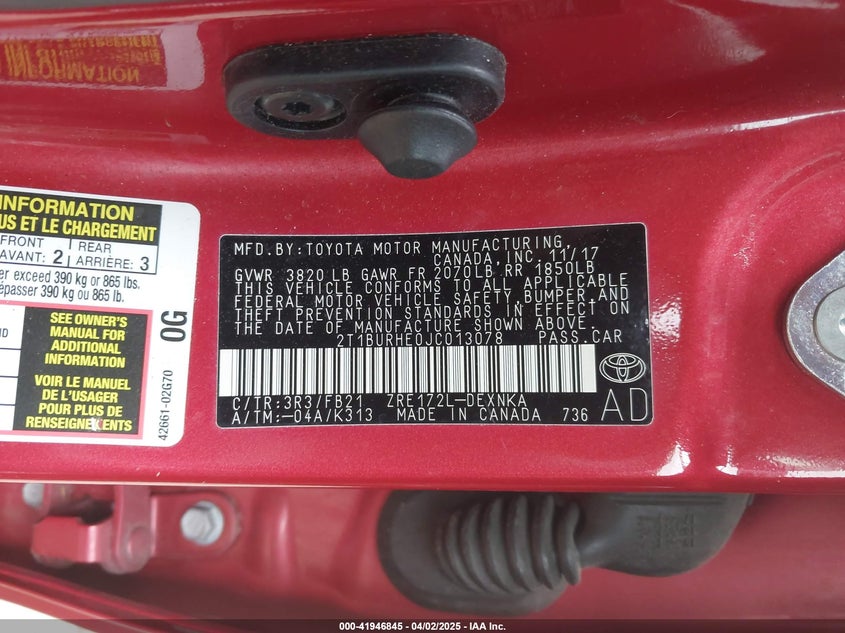 INFORMATION
INFORMATION
US ET LE CHARGEMENT
FRONT
AVANT: 2
REAR
ARRIÈRE: 3
er exceed 390 kg or 865 lbs.
épasser 390 kg ou 865 lb.
SEE OWNER'S
MANUAL FOR
ADDITIONAL
INFORMATION
VOIR LE MANUEL
DE L'USAGER
POUR PLUS DE
RENSEIGNEMENTS
0G
42661-02G70
MFD. BY: TOYOTA MOTOR MANUFACTURING,
CANADA, INC. 11/17
GVWR 3820 LB GAWR FR 2070LB RR 1850LB
THIS VEHICLE CONFORMS TO ALL APPLICABLE
FEDERAL MOTOR VEHICLE SAFETY, BUMPER, AND
THEFT PREVENTION STANDARDS IN EFFECT ON
THE DATE OF MANUFACTURE SHOWN ABOVE.
2T1BURHE0JC013078 PASS.CAR
C/TR:3R3/FB21 ZRE172L-DEXNKA
A/TM:-04A/K313 MADE IN CANADA 736
AD
000-41946845 - 04/02/2025 - IAA Inc.